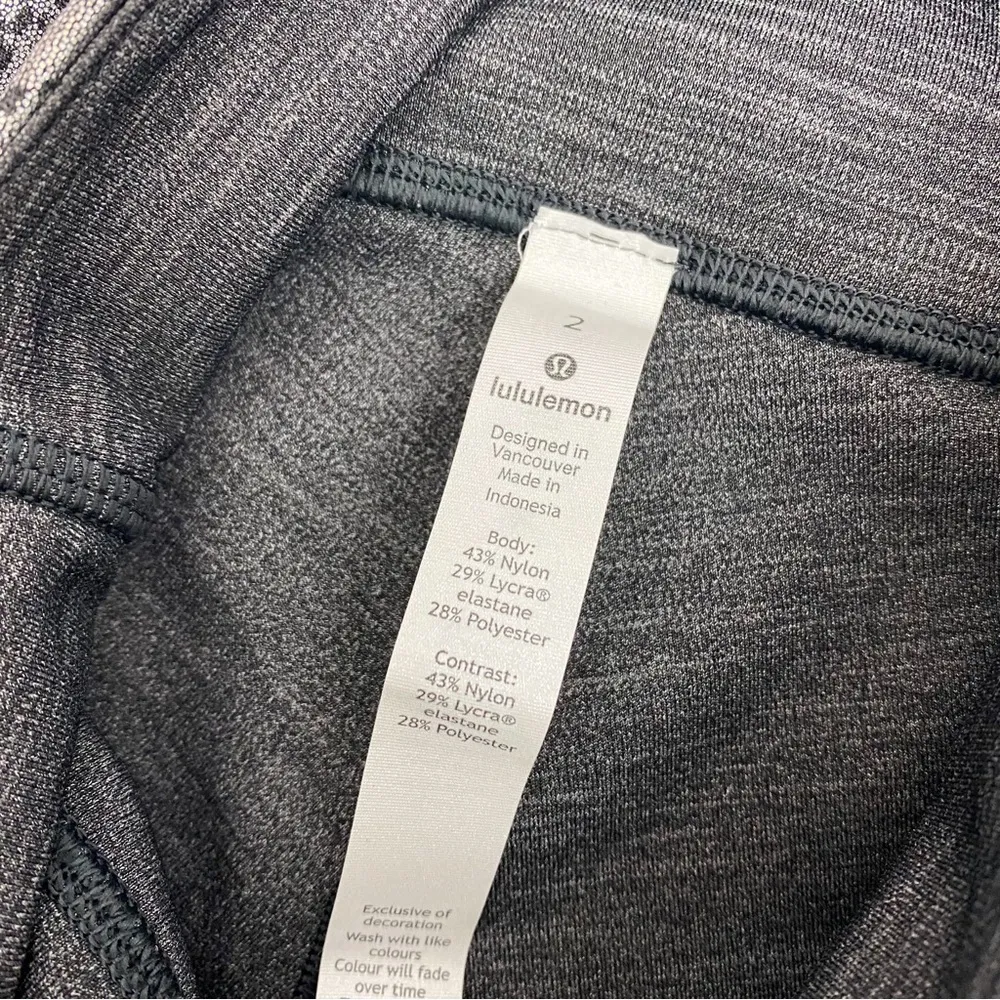 2
lululemon
Designed in
Vancouver
Made in
Indonesia
Body:
43% Nylon
29% Lycra®
elastane
28% Polyester
Contrast:
43% Nylon
29% Lycra®
elastane
28% Polyester
Exclusive of
decoration
Wash with like
colours
Colour will fade
over time